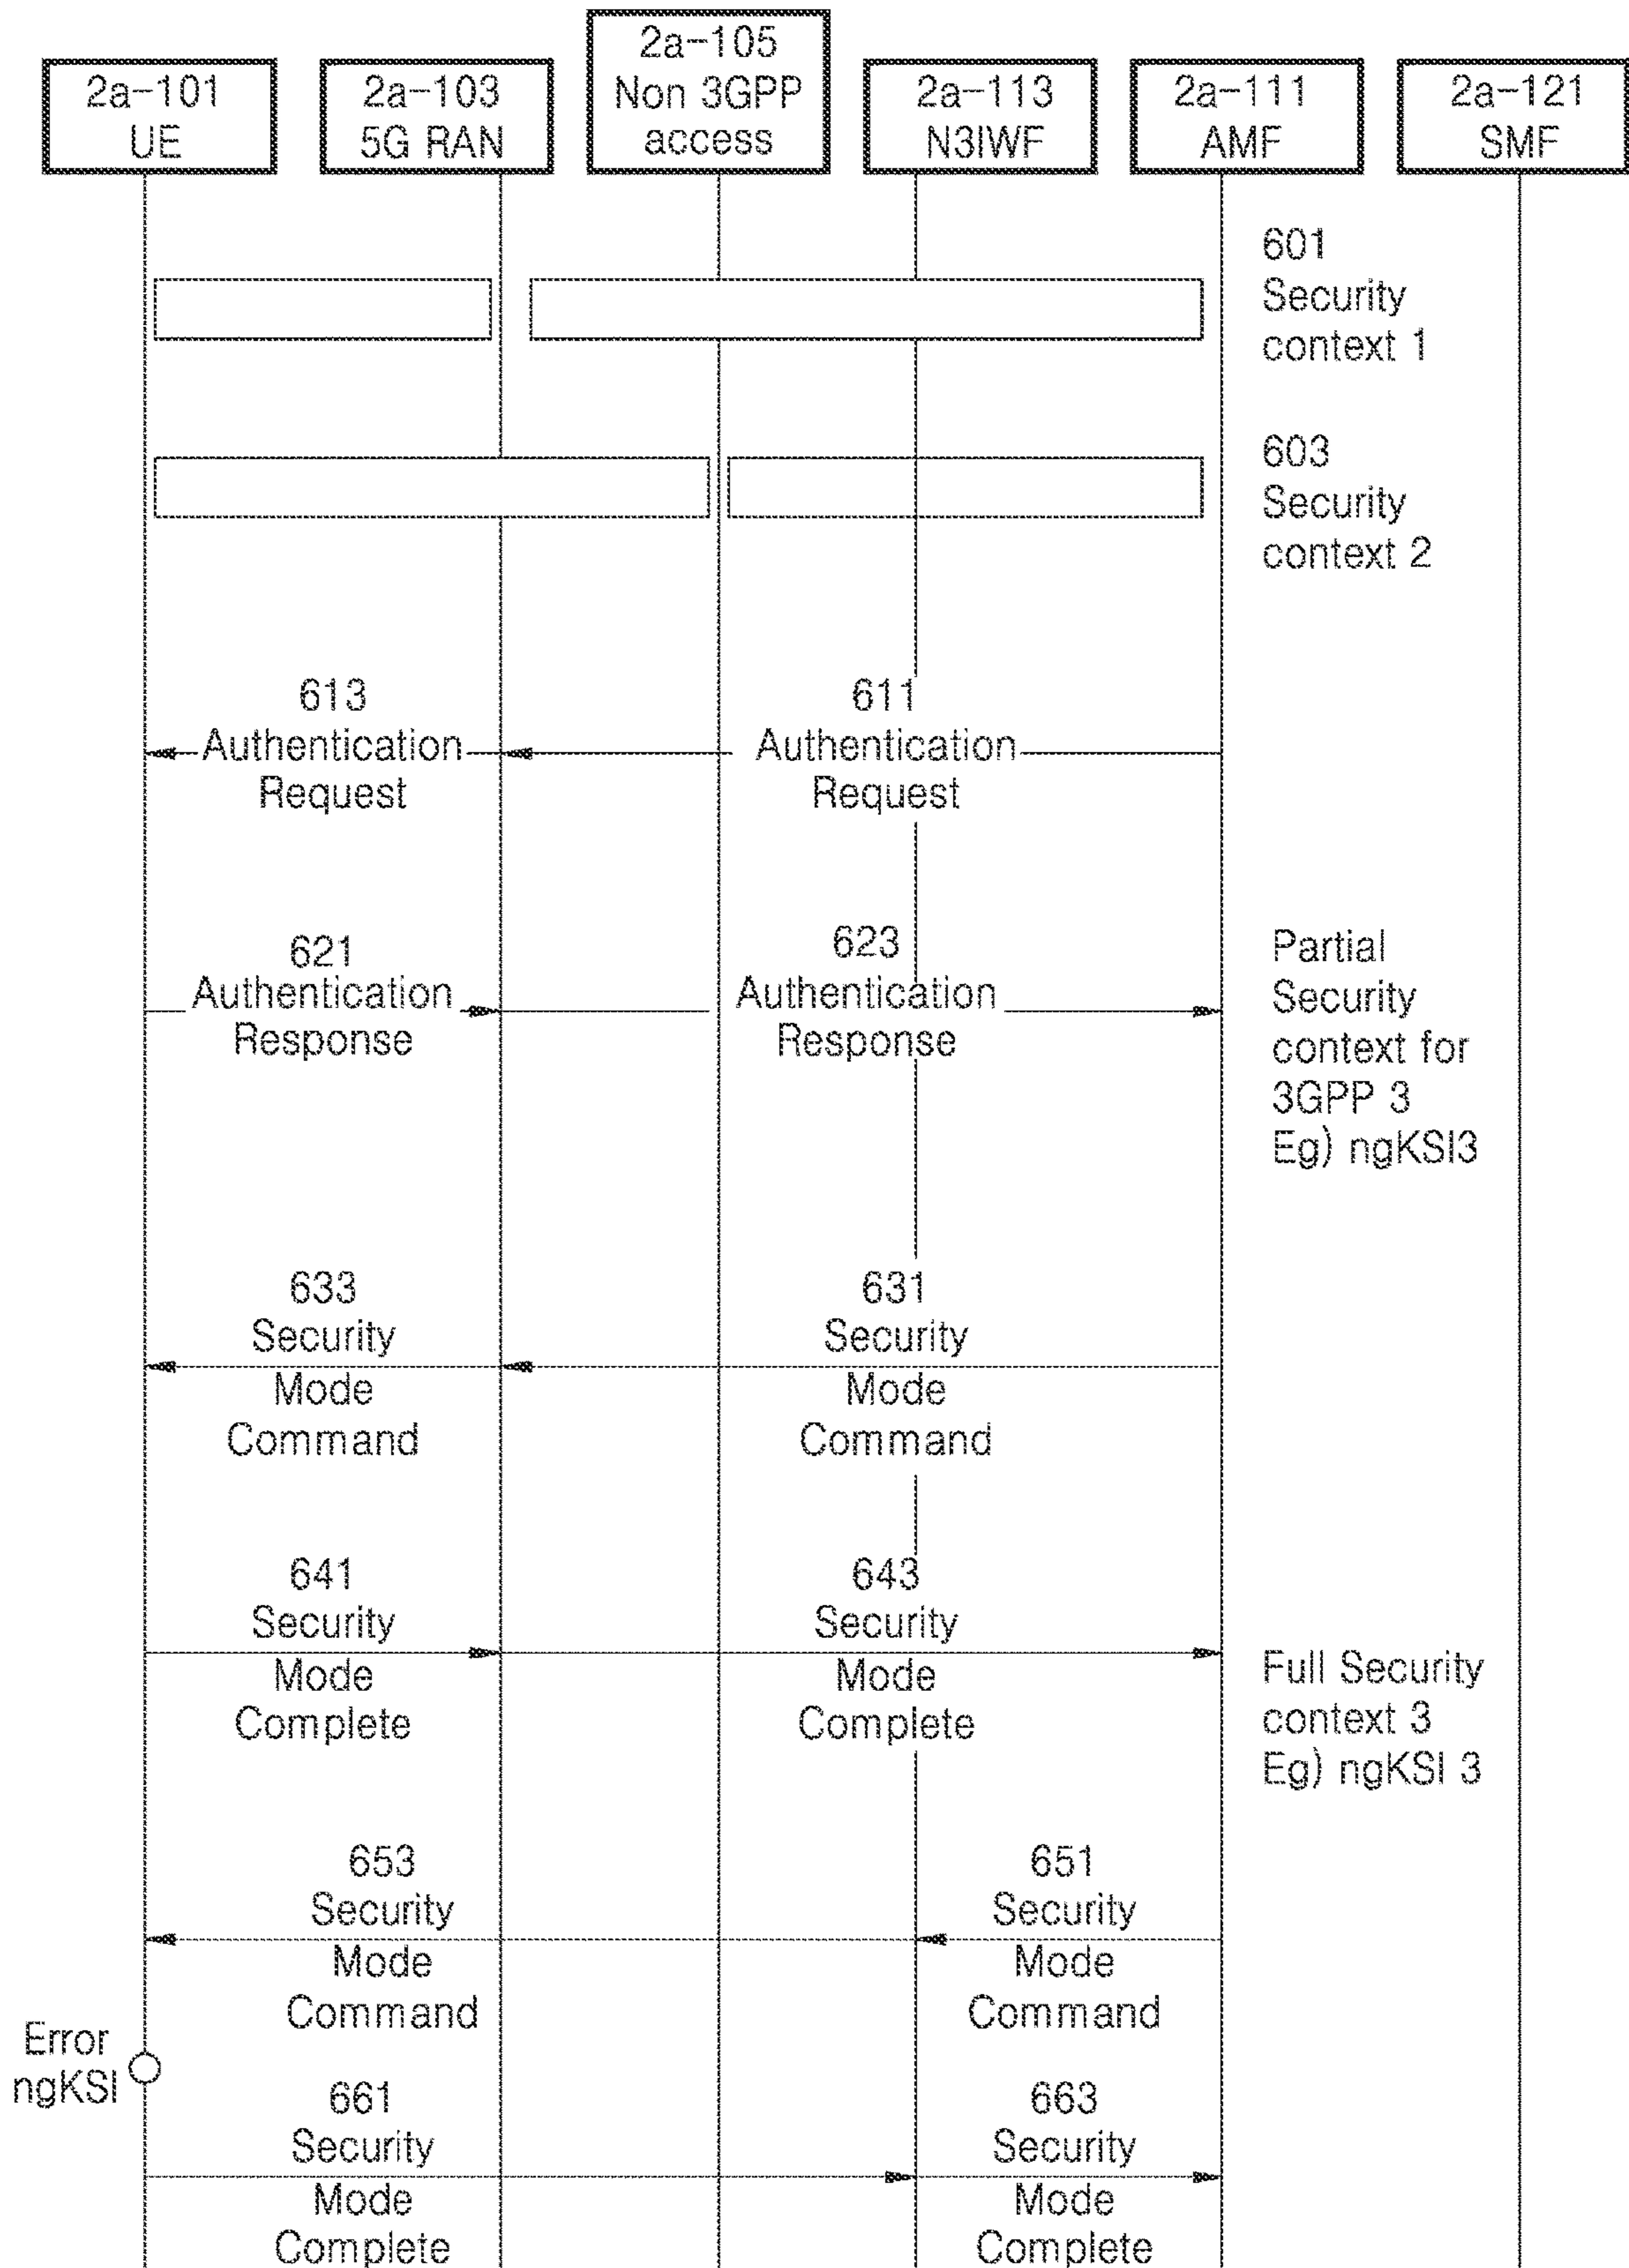 2a-101
UE
2a-103
5G RAN
2a-105
Non 3GPP
access
2a-113
N3IWF
2a-111
AMF
2a-121
SMF
601
Security
context 1
603
Security
context 2
613
Authentication
Request
611
Authentication
Request
621
Authentication
Response
623
Authentication
Response
Partial
Security
context for
3GPP 3
Eg) ngKSI3
633
Security
Mode
Command
631
Security
Mode
Command
641
Security
Mode
Complete
643
Security
Mode
Complete
Full Security
context 3
Eg) ngKSI 3
653
Security
Mode
Command
651
Security
Mode
Command
Error
ngKSI
661
Security
Mode
Complete
663
Security
Mode
Complete